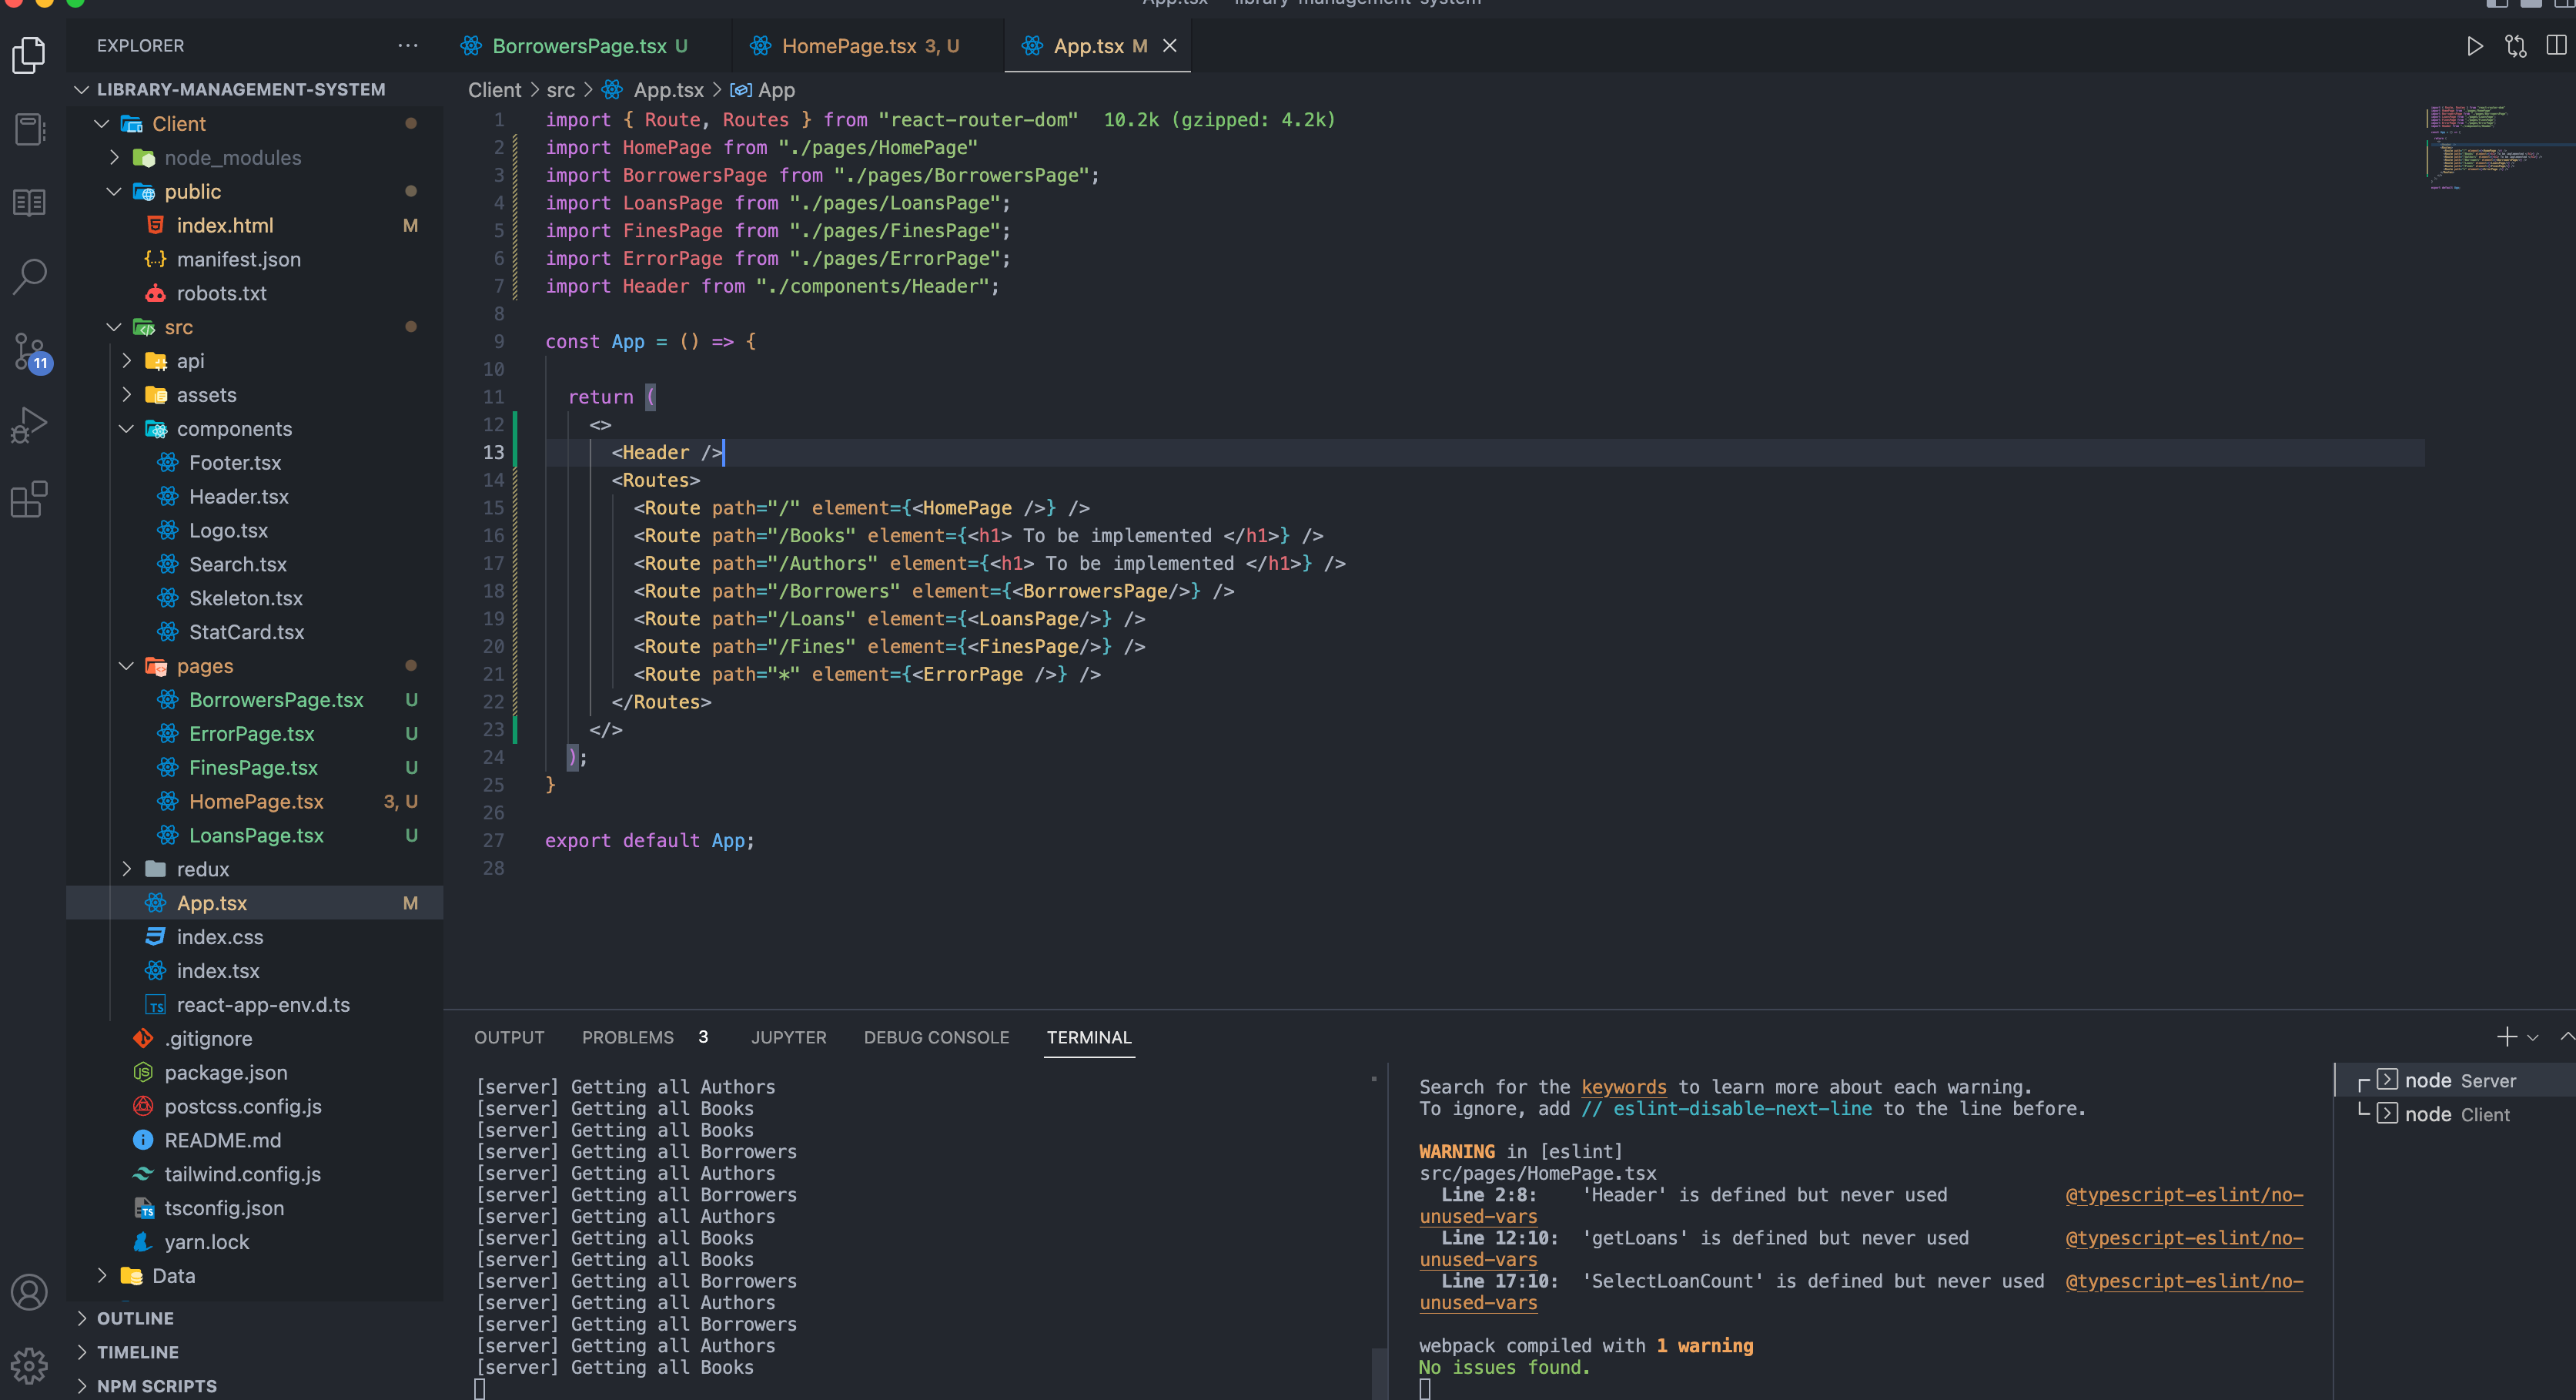 App.tsx — library-management-system
EXPLORER
BorrowersPage.tsx U
HomePage.tsx 3, U
App.tsx M
LIBRARY-MANAGEMENT-SYSTEM
Client
node_modules
public
index.html M
manifest.json
robots.txt
src
api
assets
components
Footer.tsx
Header.tsx
Logo.tsx
Search.tsx
Skeleton.tsx
StatCard.tsx
pages
BorrowersPage.tsx U
ErrorPage.tsx U
FinesPage.tsx U
HomePage.tsx 3, U
LoansPage.tsx U
redux
App.tsx M
index.css
index.tsx
react-app-env.d.ts
.gitignore
package.json
postcss.config.js
README.md
tailwind.config.js
tsconfig.json
yarn.lock
Data
OUTLINE
TIMELINE
NPM SCRIPTS
11
Client > src > App.tsx > App
1 import { Route, Routes } from "react-router-dom" 10.2k (gzipped: 4.2k)
2 import HomePage from "./pages/HomePage"
3 import BorrowersPage from "./pages/BorrowersPage";
4 import LoansPage from "./pages/LoansPage";
5 import FinesPage from "./pages/FinesPage";
6 import ErrorPage from "./pages/ErrorPage";
7 import Header from "./components/Header";
8
9 const App = () => {
10
11 return (
12 <>
13 <Header />
14 <Routes>
15 <Route path="/" element={<HomePage />} />
16 <Route path="/Books" element={<h1> To be implemented </h1>} />
17 <Route path="/Authors" element={<h1> To be implemented </h1>} />
18 <Route path="/Borrowers" element={<BorrowersPage/>} />
19 <Route path="/Loans" element={<LoansPage/>} />
20 <Route path="/Fines" element={<FinesPage/>} />
21 <Route path="*" element={<ErrorPage />} />
22 </Routes>
23 </>
24 );
25 }
26
27 export default App;
28
OUTPUT PROBLEMS 3 JUPYTER DEBUG CONSOLE TERMINAL
[server] Getting all Authors
[server] Getting all Books
[server] Getting all Books
[server] Getting all Borrowers
[server] Getting all Authors
[server] Getting all Borrowers
[server] Getting all Authors
[server] Getting all Books
[server] Getting all Books
[server] Getting all Borrowers
[server] Getting all Authors
[server] Getting all Borrowers
[server] Getting all Authors
[server] Getting all Books
Search for the keywords to learn more about each warning.
To ignore, add // eslint-disable-next-line to the line before.
WARNING in [eslint]
src/pages/HomePage.tsx
Line 2:8: 'Header' is defined but never used @typescript-eslint/no-
unused-vars
Line 12:10: 'getLoans' is defined but never used @typescript-eslint/no-
unused-vars
Line 17:10: 'SelectLoanCount' is defined but never used @typescript-eslint/no-
unused-vars
webpack compiled with 1 warning
No issues found.
node Server
node Client